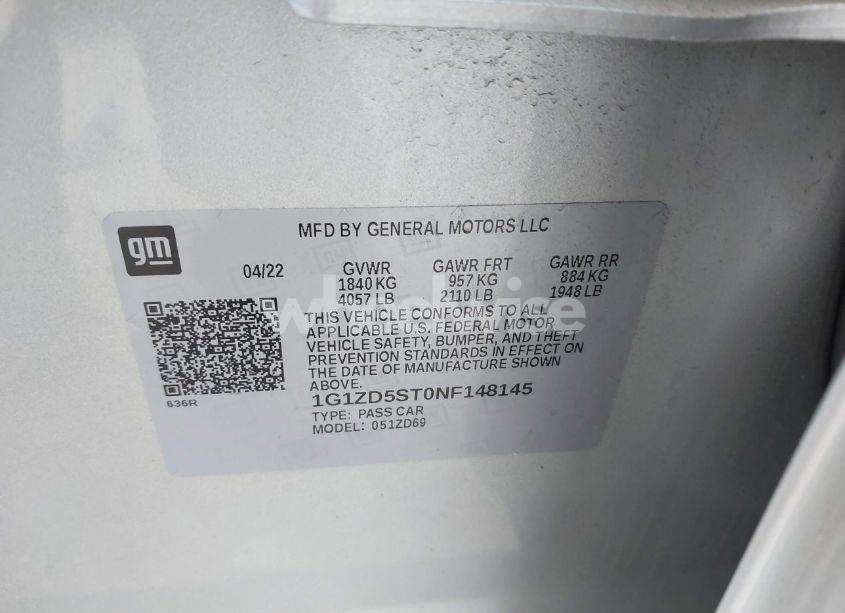 gm
MFD BY GENERAL MOTORS LLC
04/22 GVWR GAWR FRT GAWR RR
1840 KG 957 KG 884 KG
4057 LB 2110 LB 1948 LB
THIS VEHICLE CONFORMS TO ALL
APPLICABLE U.S. FEDERAL MOTOR
VEHICLE SAFETY, BUMPER, AND THEFT
PREVENTION STANDARDS IN EFFECT ON
THE DATE OF MANUFACTURE SHOWN
ABOVE.
636R
1G1ZD5ST0NF148145
TYPE: PASS CAR
MODEL: 051ZD69